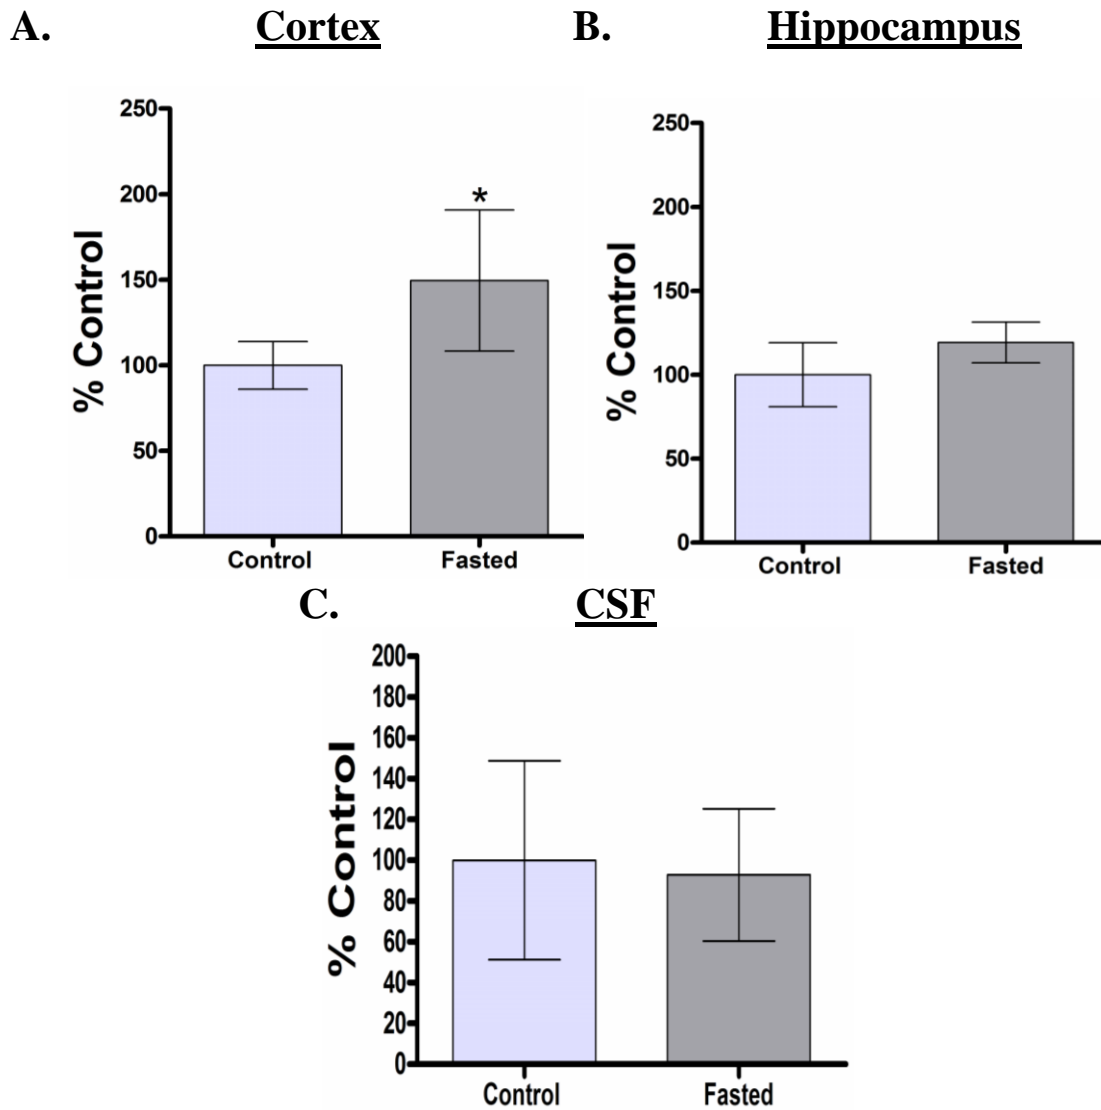 A.
Cortex
250
200
150
100
50
0
% Control
*
Control
Fasted
B.
Hippocampus
250
200
150
100
50
0
% Control
Control
Fasted
C.
CSF
200
180
160
140
120
100
80
60
40
20
0
% Control
Control
Fasted